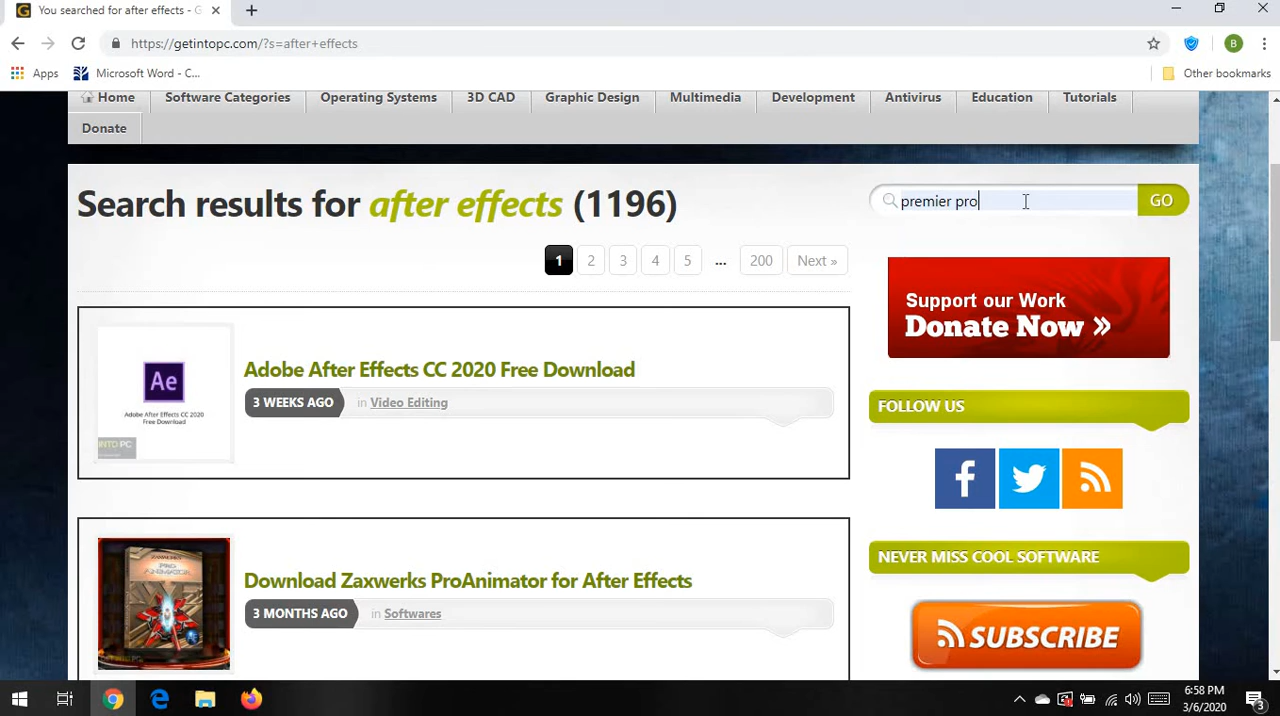 You searched for after effects - G
https://getintopc.com/?s=after+effects
B
Apps
Microsoft Word - C...
Other bookmarks
Home
Software Categories
Operating Systems
3D CAD
Graphic Design
Multimedia
Development
Antivirus
Education
Tutorials
Donate
Search results for after effects (1196)
premier pro
GO
1
2
3
4
5
...
200
Next »
Support our Work
Donate Now »
Ae
Adobe After Effects CC 2020
Free Download
INTO PC
Adobe After Effects CC 2020 Free Download
3 WEEKS AGO
in Video Editing
FOLLOW US
Download Zaxwerks ProAnimator for After Effects
3 MONTHS AGO
in Softwares
NEVER MISS COOL SOFTWARE
SUBSCRIBE
6:58 PM
3/6/2020
3